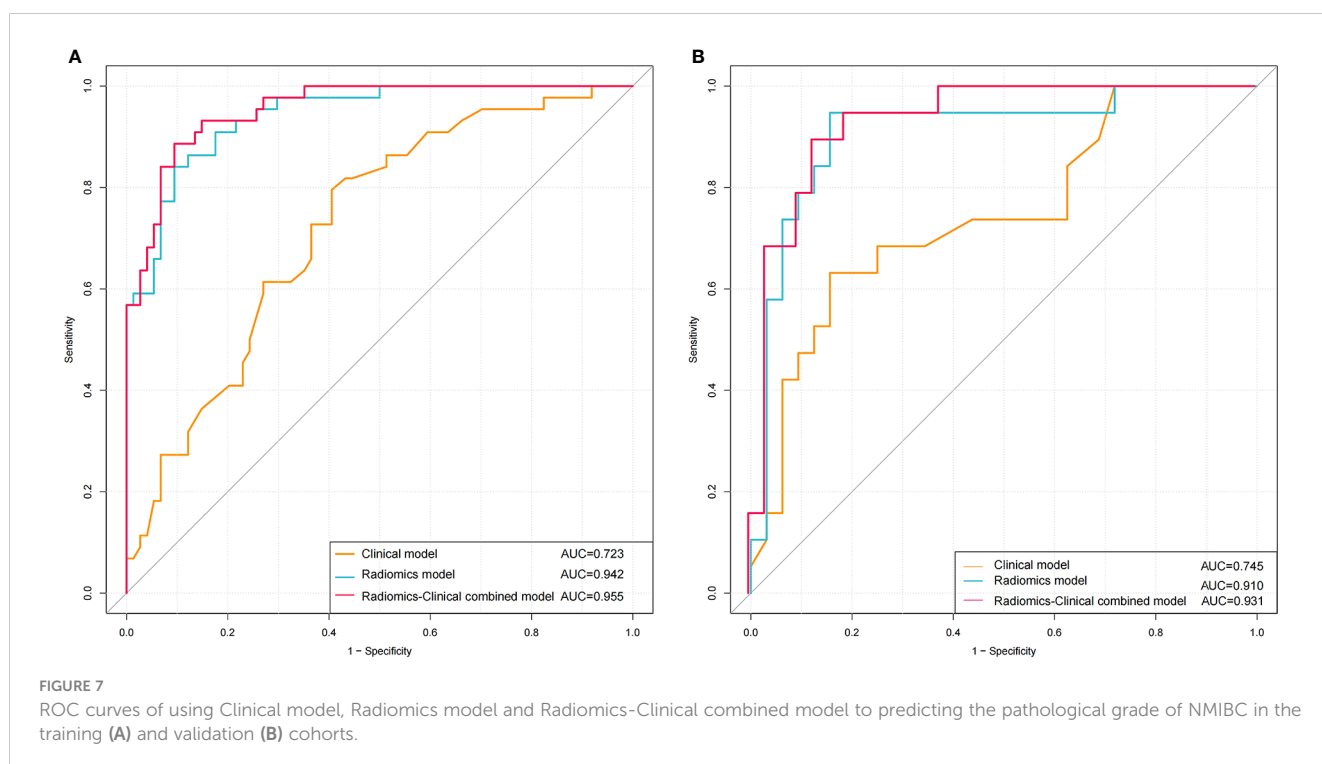 A
Sensitivity
1.0
0.8
0.6
0.4
0.2
0.0
Clinical model AUC=0.723
Radiomics model AUC=0.942
Radiomics-Clinical combined model AUC=0.955
0.0 0.2 0.4 0.6 0.8 1.0
1 − Specificity
B
Sensitivity
1.0
0.8
0.6
0.4
0.2
0.0
Clinical model AUC=0.745
Radiomics model AUC=0.910
Radiomics-Clinical combined model AUC=0.931
0.0 0.2 0.4 0.6 0.8 1.0
1 − Specificity
FIGURE 7
ROC curves of using Clinical model, Radiomics model and Radiomics-Clinical combined model to predicting the pathological grade of NMIBC in the
training (A) and validation (B) cohorts.